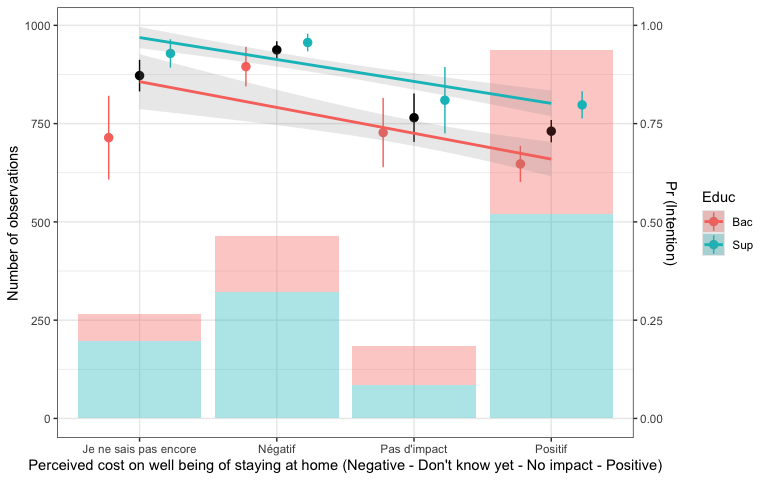 1000
750
500
250
0
Number of observations
1.00
0.75
0.50
0.25
0.00
Pr (Intention)
Educ
Bac
Sup
Je ne sais pas encore
Négatif
Pas d'impact
Positif
Perceived cost on well being of staying at home (Negative - Don't know yet - No impact - Positive)